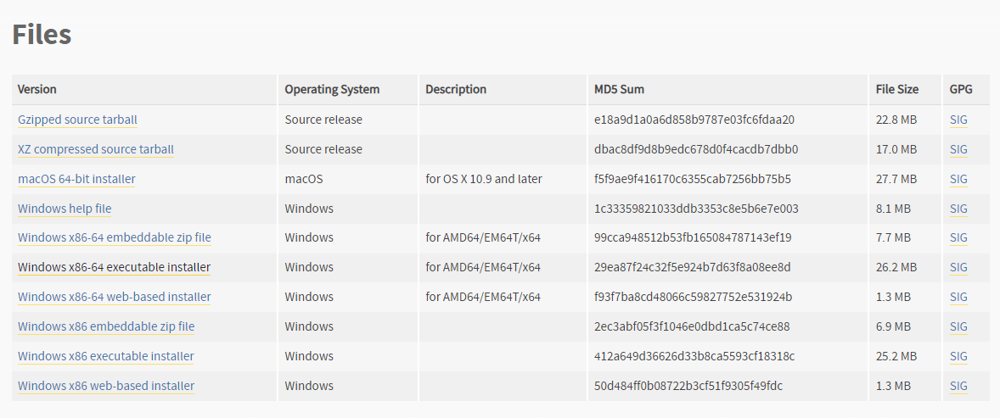 Files
Version Operating System Description MD5 Sum File Size GPG
Gzipped source tarball Source release e18a9d1a0a6d858b9787e03fc6fdaa20 22.8 MB SIG
XZ compressed source tarball Source release dbac8df9d8b9edc678d0f4cacdb7dbb0 17.0 MB SIG
macOS 64-bit installer macOS for OS X 10.9 and later f5f9ae9f416170c6355cab7256bb75b5 27.7 MB SIG
Windows help file Windows 1c33359821033ddb3353c8e5b6e7e003 8.1 MB SIG
Windows x86-64 embeddable zip file Windows for AMD64/EM64T/x64 99cca948512b53fb165084787143ef19 7.7 MB SIG
Windows x86-64 executable installer Windows for AMD64/EM64T/x64 29ea87f24c32f5e924b7d63f8a08ee8d 26.2 MB SIG
Windows x86-64 web-based installer Windows for AMD64/EM64T/x64 f93f7ba8cd48066c59827752e531924b 1.3 MB SIG
Windows x86 embeddable zip file Windows 2ec3abf05f3f1046e0dbd1ca5c74ce88 6.9 MB SIG
Windows x86 executable installer Windows 412a649d36626d33b8ca5593cf18318c 25.2 MB SIG
Windows x86 web-based installer Windows 50d484ff0b08722b3cf51f9305f49fdc 1.3 MB SIG